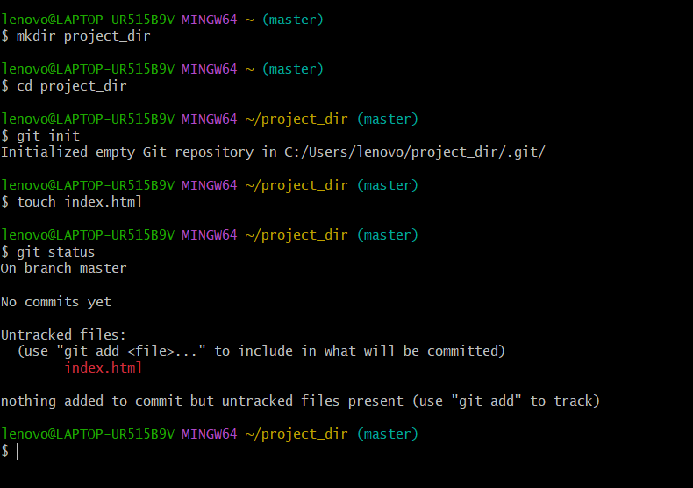 lenovo@LAPTOP-UR515B9V MINGW64 ~ (master)
$ mkdir project_dir
lenovo@LAPTOP-UR515B9V MINGW64 ~ (master)
$ cd project_dir
lenovo@LAPTOP-UR515B9V MINGW64 ~/project_dir (master)
$ git init
Initialized empty Git repository in C:/Users/lenovo/project_dir/.git/
lenovo@LAPTOP-UR515B9V MINGW64 ~/project_dir (master)
$ touch index.html
lenovo@LAPTOP-UR515B9V MINGW64 ~/project_dir (master)
$ git status
On branch master
No commits yet
Untracked files:
  (use "git add <file>..." to include in what will be committed)
        index.html
nothing added to commit but untracked files present (use "git add" to track)
lenovo@LAPTOP-UR515B9V MINGW64 ~/project_dir (master)
$